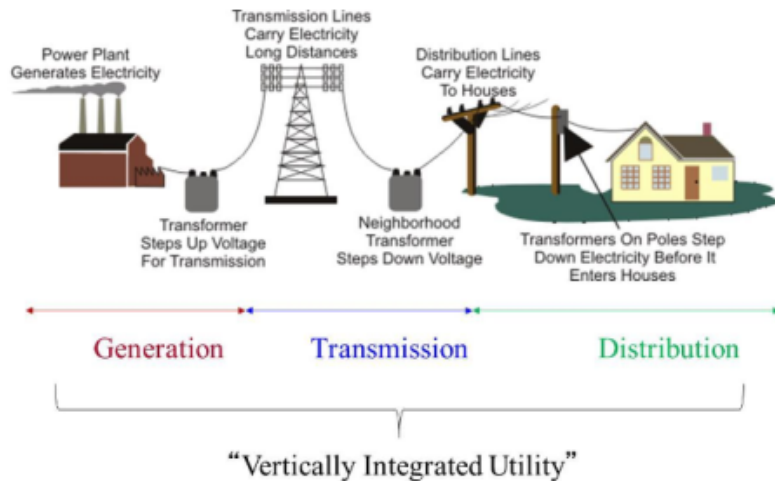 Power Plant
Generates Electricity
Transmission Lines
Carry Electricity
Long Distances
Distribution Lines
Carry Electricity
To Houses
Transformer
Steps Up Voltage
For Transmission
Neighborhood
Transformer
Steps Down Voltage
Transformers On Poles Step
Down Electricity Before It
Enters Houses
Generation
Transmission
Distribution
“Vertically Integrated Utility”